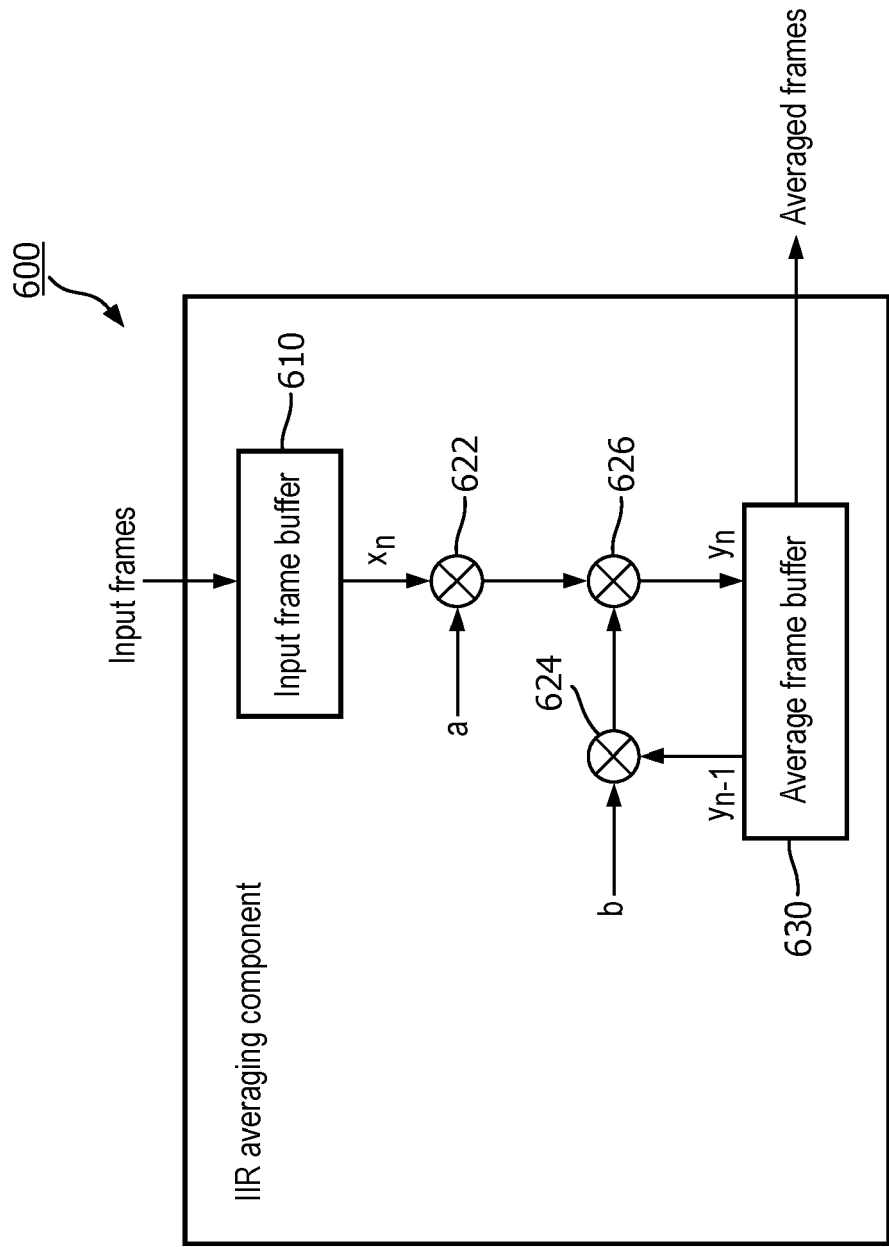 600
Input frames
IIR averaging component
Input frame buffer
610
xn
a
622
624
626
b
yn-1
yn
Average frame buffer
630
Averaged frames